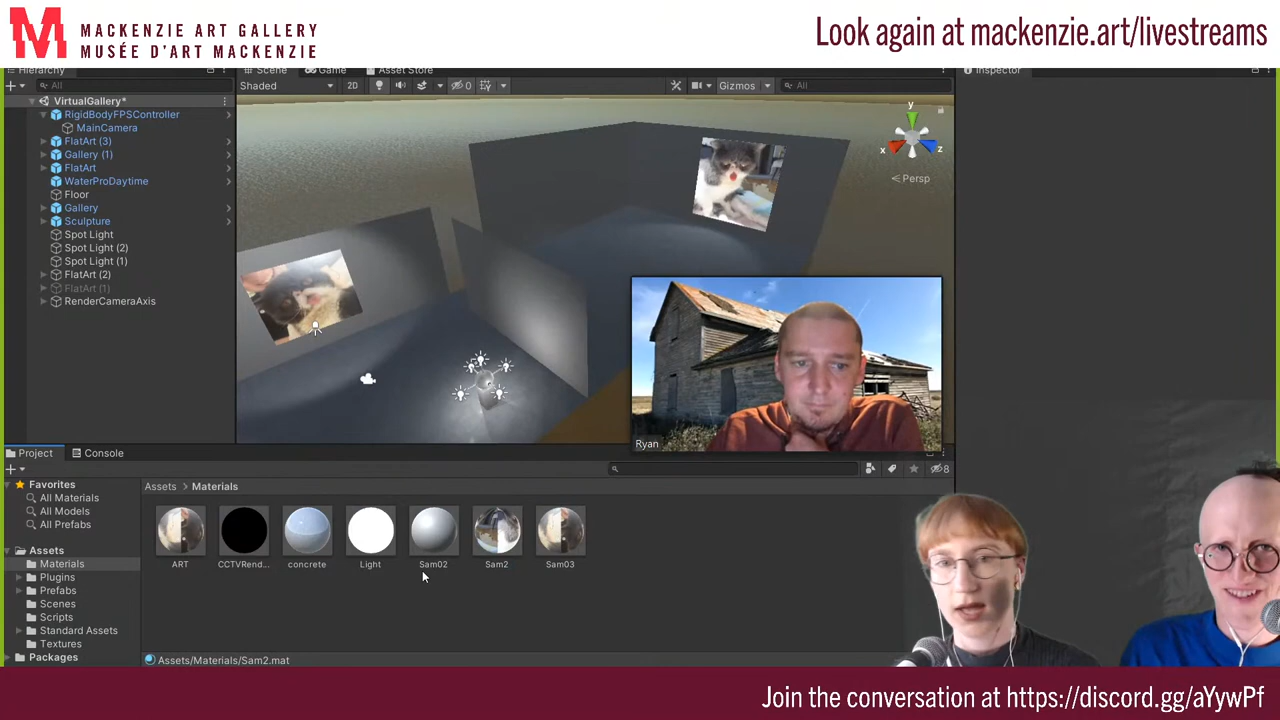 MACKENZIE ART GALLERY
MUSÉE D'ART MACKENZIE
Look again at mackenzie.art/livestreams
Hierarchy
Scene
Game
Asset Store
Inspector
All
Shaded
2D
0
Gizmos
All
VirtualGallery*
RigidBodyFPSController
MainCamera
FlatArt (3)
Gallery (1)
FlatArt
WaterProDaytime
Floor
Gallery
Sculpture
Spot Light
Spot Light (2)
Spot Light (1)
FlatArt (2)
FlatArt (1)
RenderCameraAxis
y
x
z
Persp
Ryan
Project
Console
8
Favorites
All Materials
All Models
All Prefabs
Assets
Materials
Plugins
Prefabs
Scenes
Scripts
Standard Assets
Textures
Packages
Assets > Materials
ART
CCTVRend...
concrete
Light
Sam02
Sam2
Sam03
Assets/Materials/Sam2.mat
Join the conversation at https://discord.gg/aYywPf